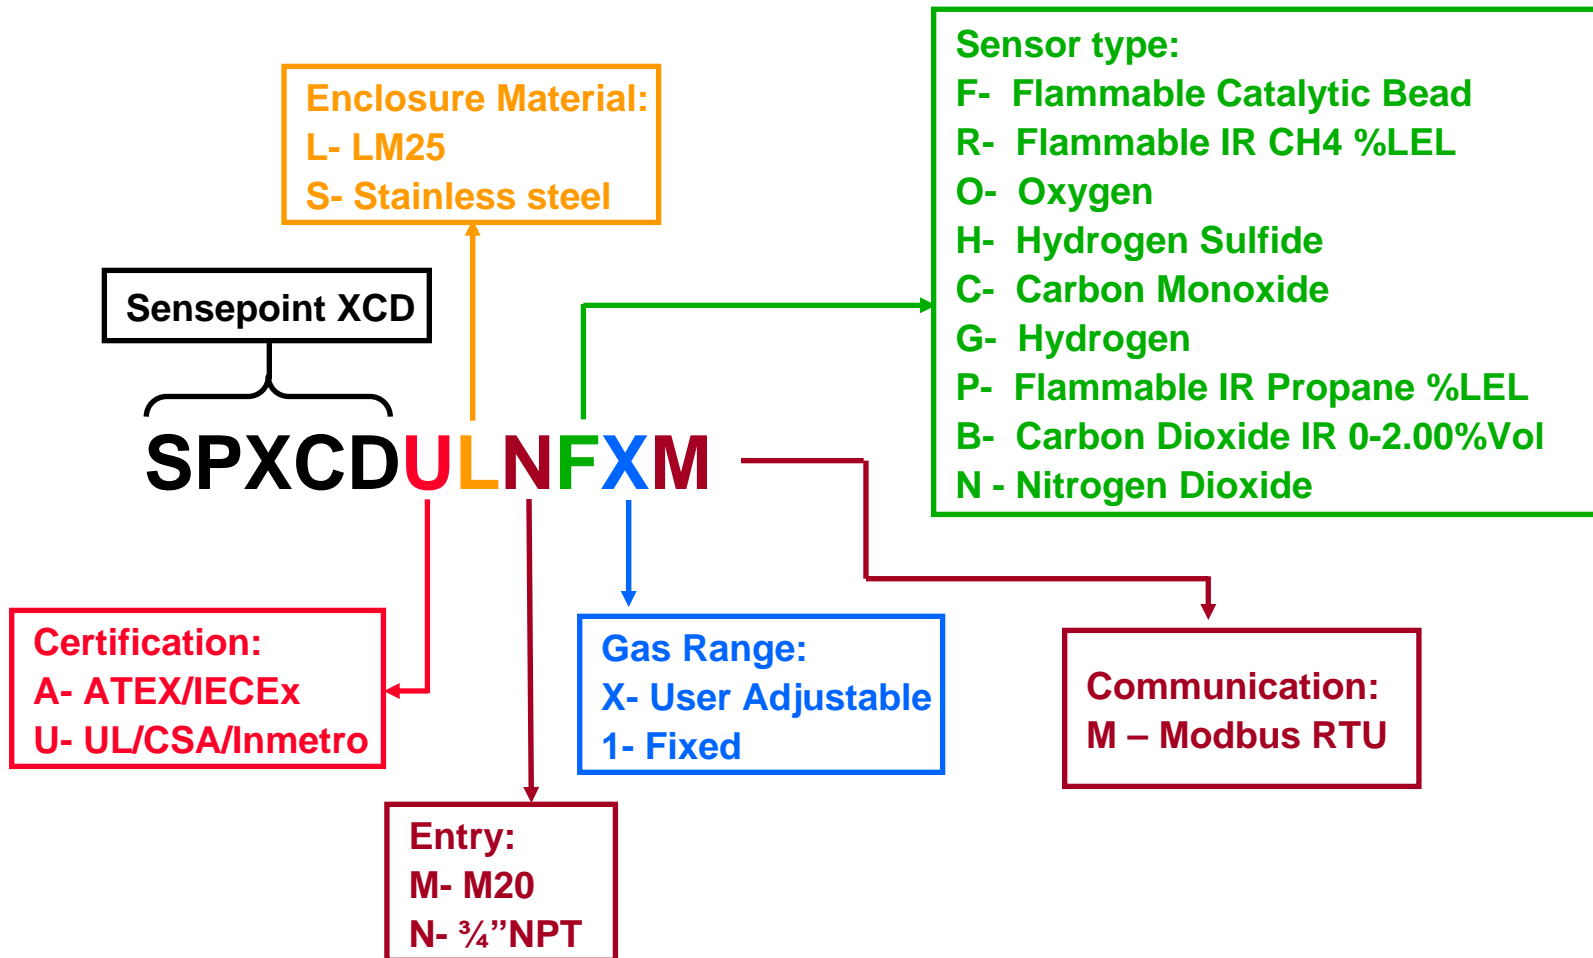 Sensor type:
F- Flammable Catalytic Bead
R- Flammable IR CH4 %LEL
O- Oxygen
H- Hydrogen Sulfide
C- Carbon Monoxide
G- Hydrogen
P- Flammable IR Propane %LEL
B- Carbon Dioxide IR 0-2.00%Vol
N - Nitrogen Dioxide
Enclosure Material:
L- LM25
S- Stainless steel
Sensepoint XCD
SPXCDULNFXM
Certification:
A- ATEX/IECEx
U- UL/CSA/Inmetro
Gas Range:
X- User Adjustable
1- Fixed
Communication:
M – Modbus RTU
Entry:
M- M20
N- ¾”NPT